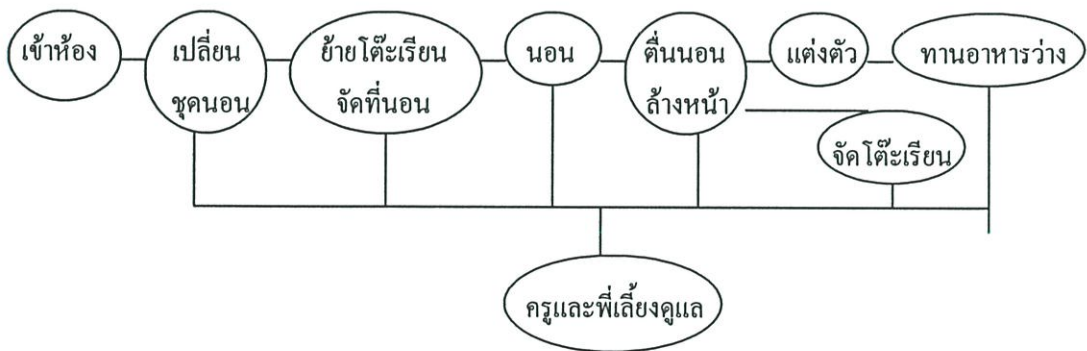 เข้าห้อง
เปลี่ยน
ชุดนอน
ย้ายโต๊ะเรียน
จัดที่นอน
นอน
ตื่นนอน
ล้างหน้า
แต่งตัว
ทานอาหารว่าง
จัดโต๊ะเรียน
ครูและพี่เลี้ยงดูแล